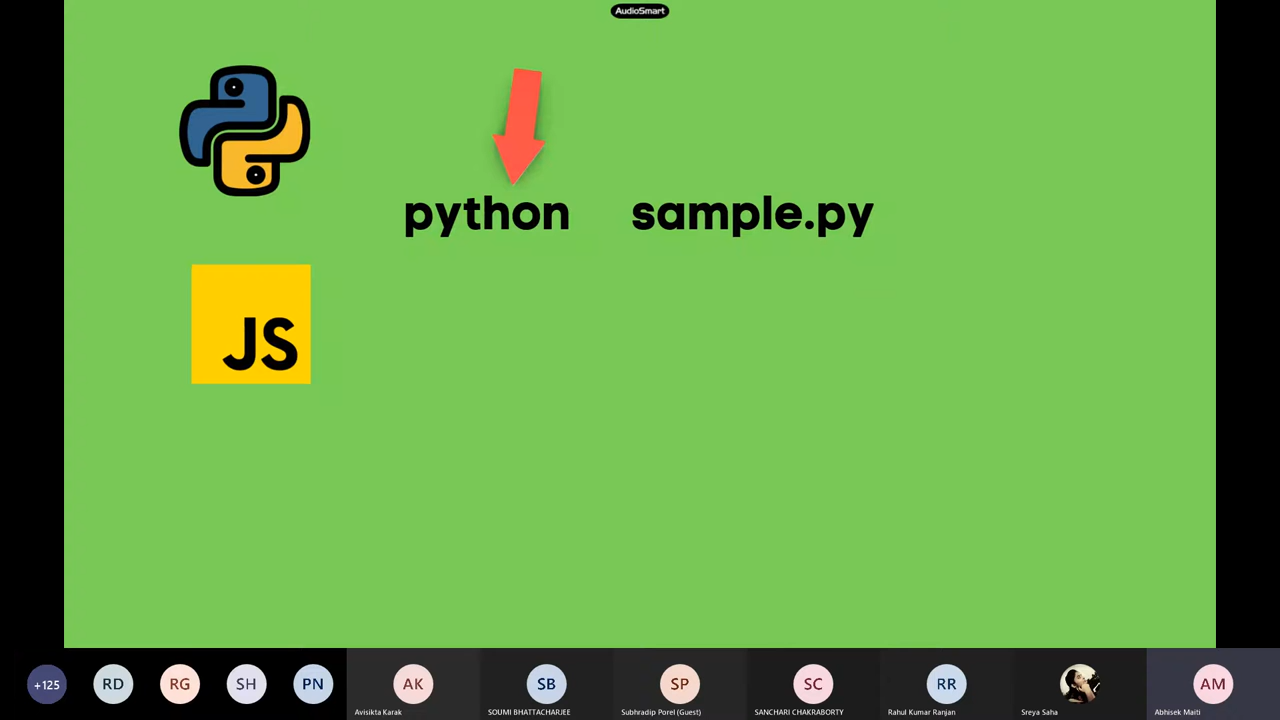 AudioSmart
python sample.py
JS
+125 RD RG SH PN AK SB SP SC RR AM
Avisikta Karak SOUMI BHATTACHARJEE Subhradip Porel (Guest) SANCHARI CHAKRABORTY Rahul Kumar Ranjan Sreya Saha Abhisek Maiti